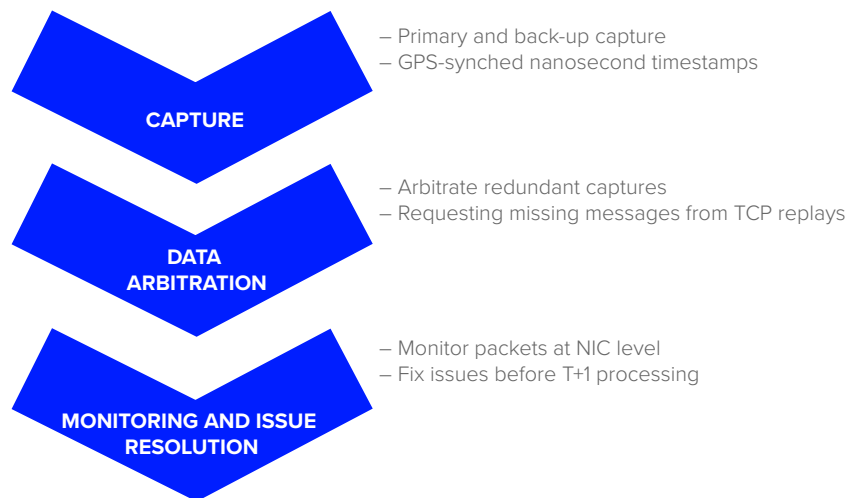 – Primary and back-up capture
– GPS-synched nanosecond timestamps
CAPTURE
– Arbitrate redundant captures
– Requesting missing messages from TCP replays
DATA
ARBITRATION
– Monitor packets at NIC level
– Fix issues before T+1 processing
MONITORING AND ISSUE
RESOLUTION